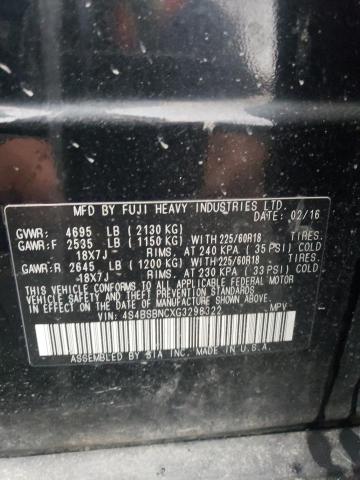 MFD BY FUJI HEAVY INDUSTRIES LTD.
DATE: 02/16
GVWR: 4695 LB ( 2130 KG)
GAWR:F 2535 LB ( 1150 KG) WITH 225/60R18 TIRES.
18X7J RIMS. AT 240 KPA ( 35 PSI) COLD
GAWR:R 2645 LB ( 1200 KG) WITH 225/60R18 TIRES.
18X7J RIMS. AT 230 KPA ( 33 PSI) COLD
THIS VEHICLE CONFORMS TO ALL APPLICABLE FEDERAL MOTOR
VEHICLE SAFETY, BUMPER, AND THEFT PREVENTION STANDARDS
IN EFFECT ON THE DATE OF MANUFACTURE SHOWN ABOVE.
VIN: 4S4BSBNCXG3298322 MPV
ASSEMBLED BY SIA INC. MADE IN U.S.A.